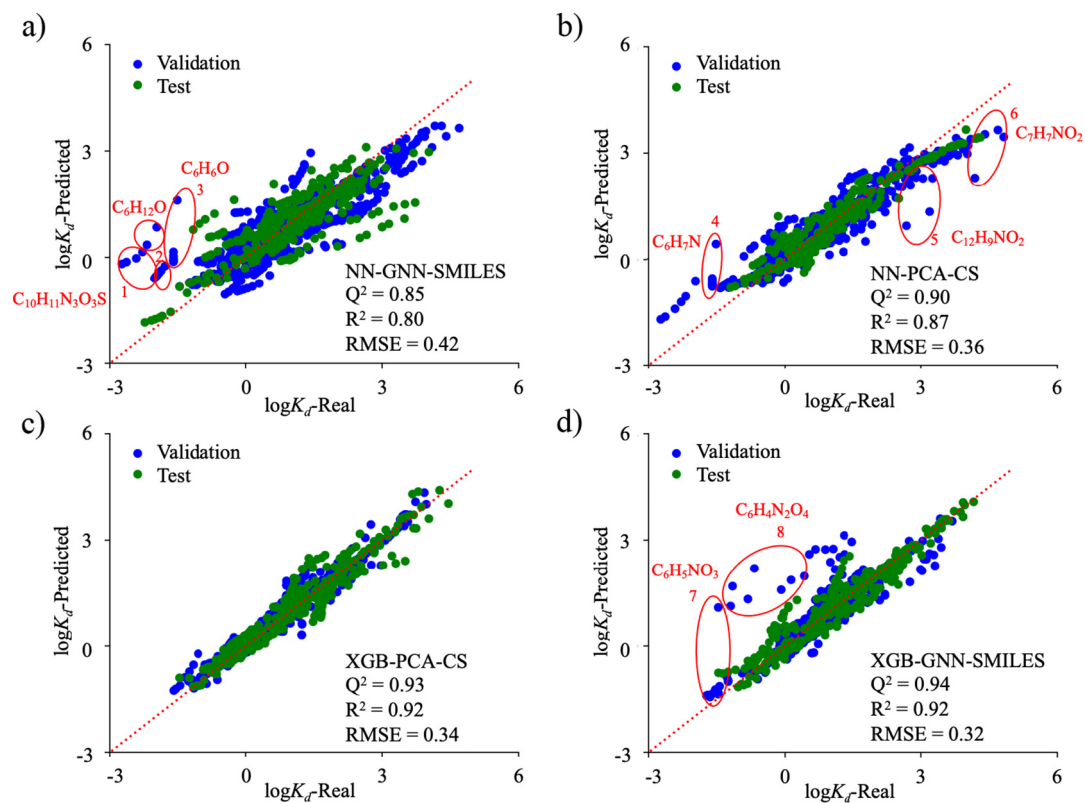 a)
6
Validation
Test
3
0
-3
logKd-Predicted
C6H6O
3
C6H12O
2
C10H11N3O3S
1
NN-GNN-SMILES
Q2 = 0.85
R2 = 0.80
RMSE = 0.42
-3 0 3 6
logKd-Real
b)
6
Validation
Test
3
0
-3
logKd-Predicted
6
C7H7NO2
4
C6H7N
5
C12H9NO2
NN-PCA-CS
Q2 = 0.90
R2 = 0.87
RMSE = 0.36
-3 0 3 6
logKd-Real
c)
6
Validation
Test
3
0
-3
logKd-Predicted
XGB-PCA-CS
Q2 = 0.93
R2 = 0.92
RMSE = 0.34
-3 0 3 6
logKd-Real
d)
6
Validation
Test
3
0
-3
logKd-Predicted
C6H4N2O4
8
C6H5NO3
7
XGB-GNN-SMILES
Q2 = 0.94
R2 = 0.92
RMSE = 0.32
-3 0 3 6
logKd-Real